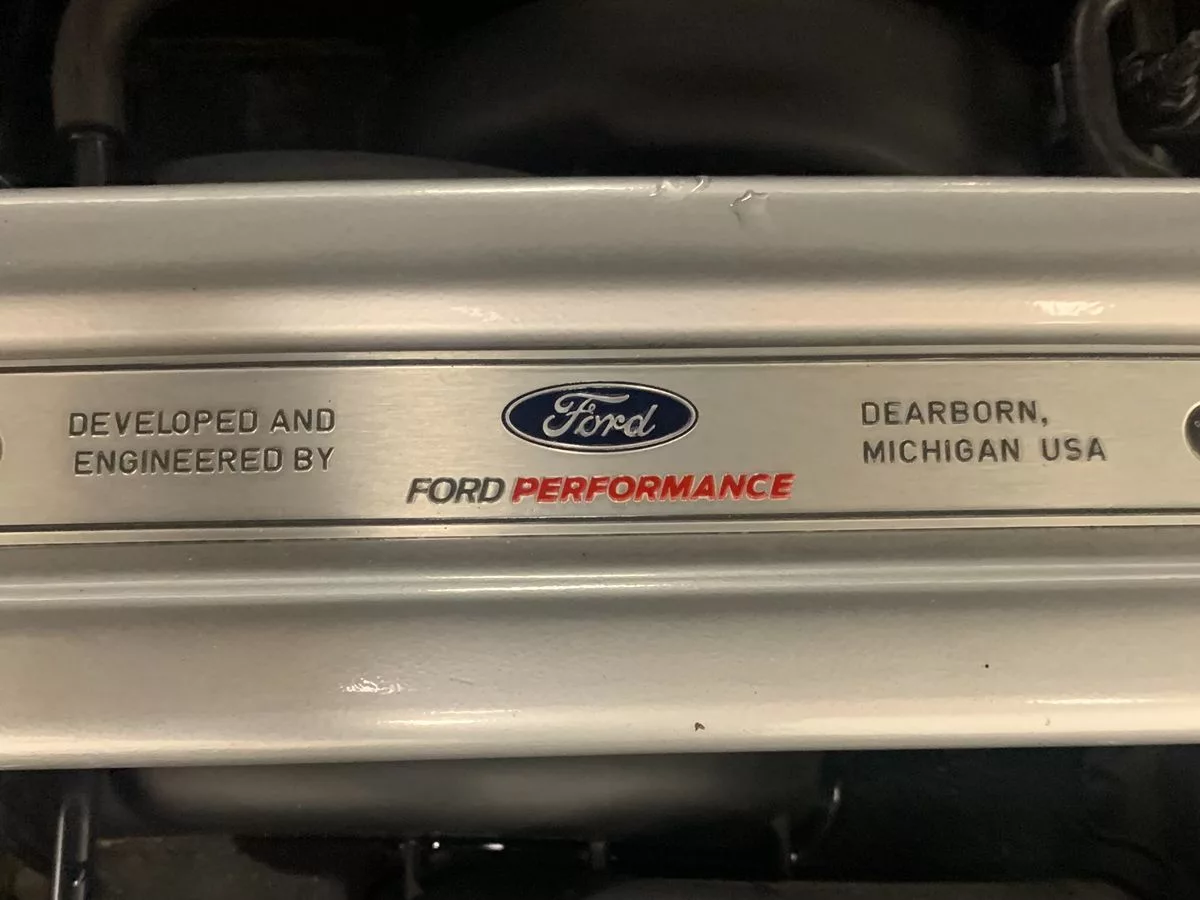 DEVELOPED AND
ENGINEERED BY
Ford
FORD PERFORMANCE
DEARBORN,
MICHIGAN USA